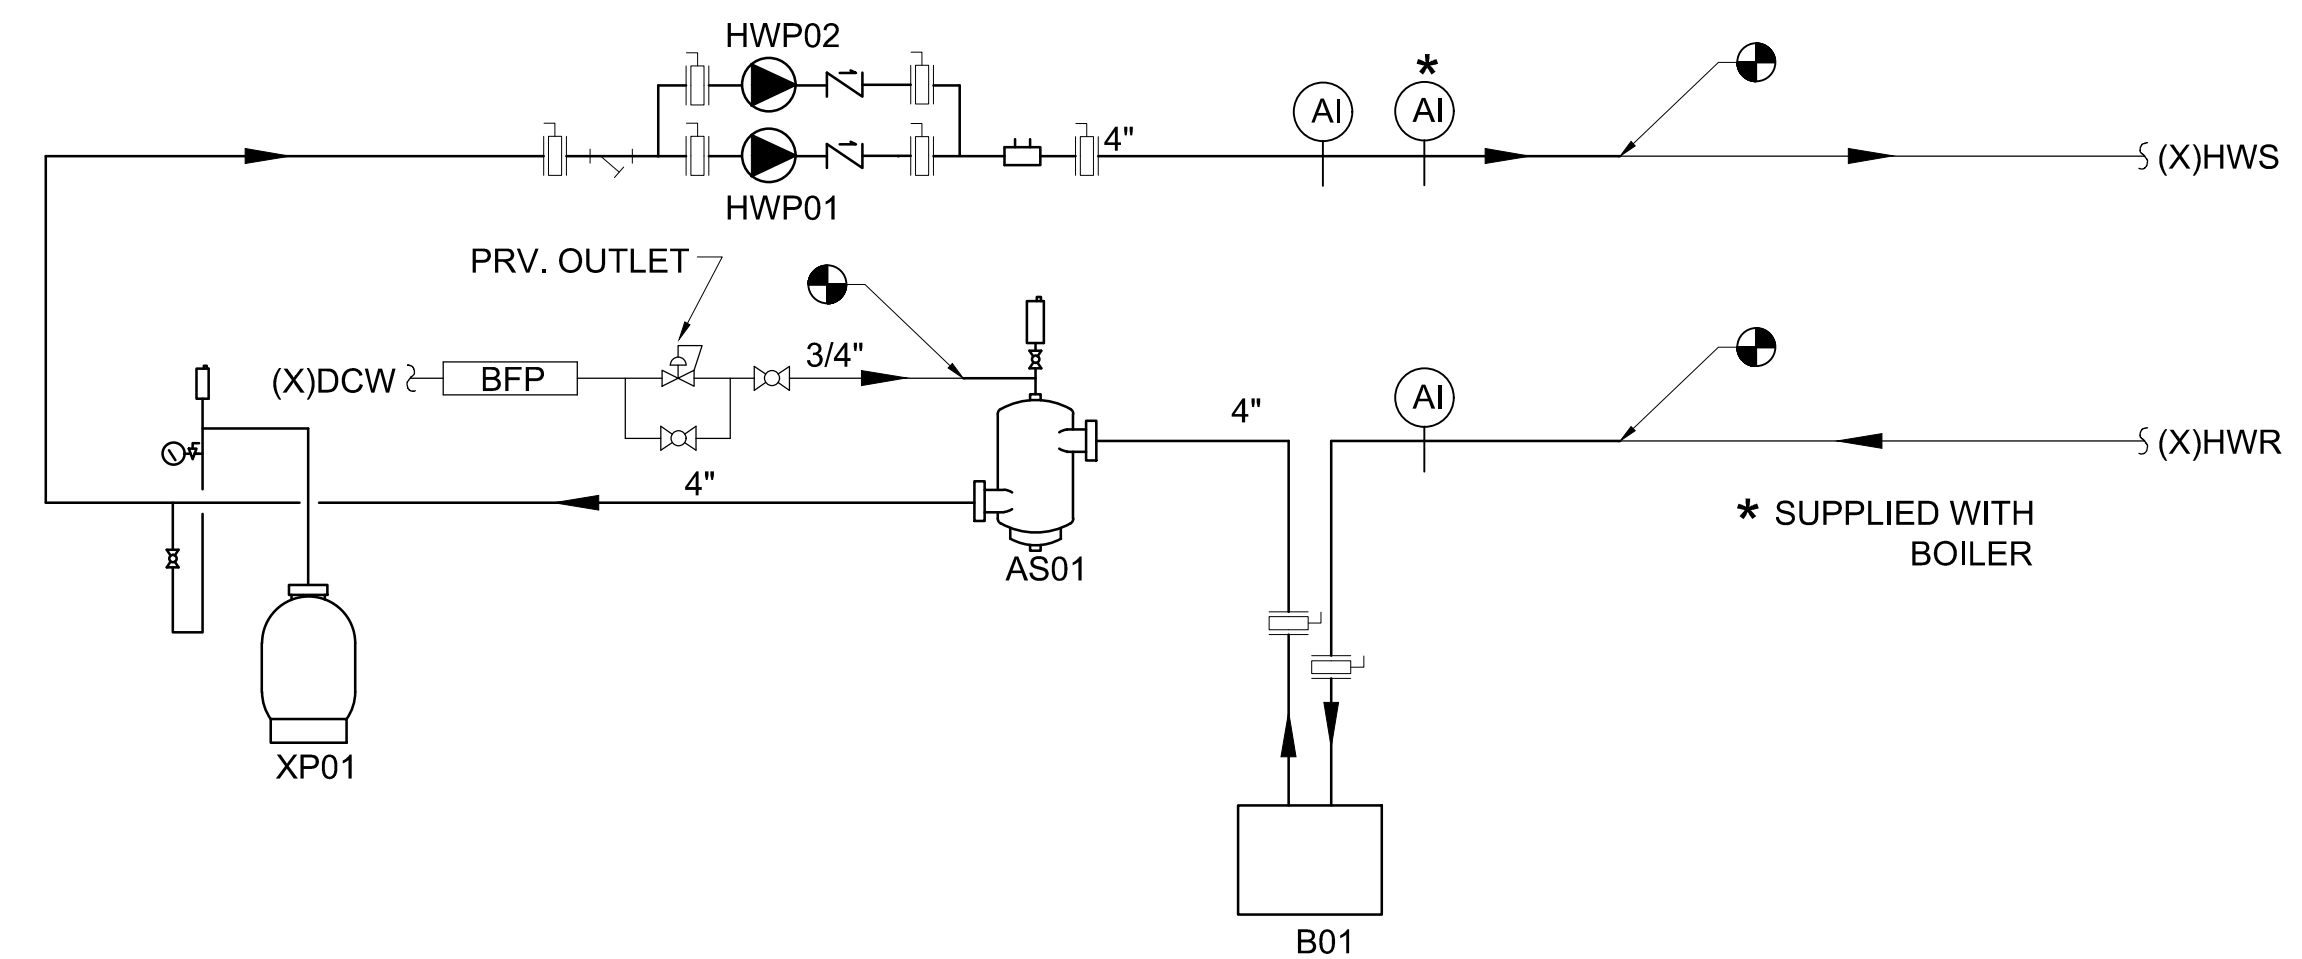 HWP02
*
AI
AI
4"
(X)HWS
HWP01
PRV. OUTLET
3/4"
(X)DCW
BFP
4"
AI
(X)HWR
4"
* SUPPLIED WITH
BOILER
AS01
XP01
B01